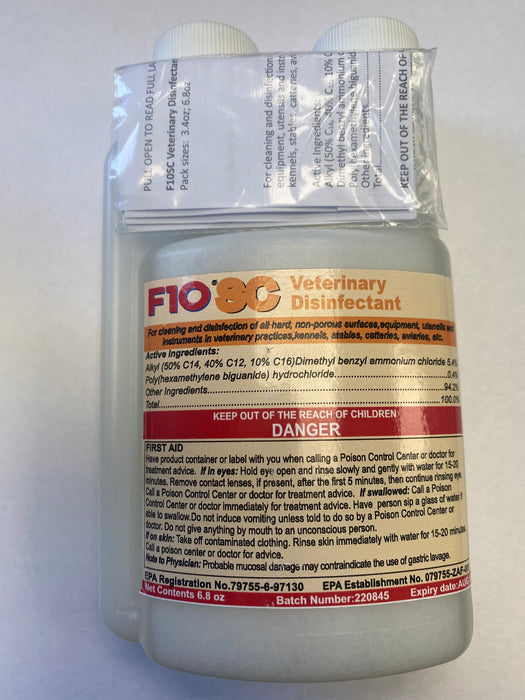 PULL OPEN TO READ FULL
F10SC Veterinary Disinfectant
Pack sizes: 3.4oz; 6.8oz
For cleaning and disinfection
equipment, utensils and
kennels, stables, catteries,
Active Ingredients:
Alkyl (50% C14, 40% C12, 10%
Dimethyl benzyl ammonium
Poly(hexamethylene
Other Ingredients
Total
KEEP OUT OF THE REACH OF
F10® SC Veterinary
Disinfectant
For cleaning and disinfection of all hard, non-porous surfaces,equipment, utensils and
instruments in veterinary practices,kennels, stables, catteries, aviaries, etc.
Active Ingredients:
Alkyl (50% C14, 40% C12, 10% C16)Dimethyl benzyl ammonium chloride 5.4%
Poly(hexamethylene biguanide) hydrochloride....................0.4%
Other Ingredients....................94.2%
Total....................100.0%
KEEP OUT OF THE REACH OF CHILDREN
DANGER
FIRST AID
Have product container or label with you when calling a Poison Control Center or doctor for
treatment advice. If in eyes: Hold eye open and rinse slowly and gently with water for 15-20
minutes. Remove contact lenses, if present, after the first 5 minutes, then continue rinsing eye.
Call a Poison Control Center or doctor for treatment advice. If swallowed: Call a Poison
Control Center or doctor immediately for treatment advice. Have person sip a glass of water if
able to swallow.Do not induce vomiting unless told to do so by a Poison Control Center or
doctor. Do not give anything by mouth to an unconscious person.
If on skin: Take off contaminated clothing. Rinse skin immediately with water for 15-20 minutes.
Call a poison center or doctor for advice.
Note to Physician: Probable mucosal damage may contraindicate the use of gastric lavage.
EPA Registration No.79755-6-97130 EPA Establishment No. 079755-ZAF-
Net Contents 6.8 oz Batch Number:220845 Expiry date: